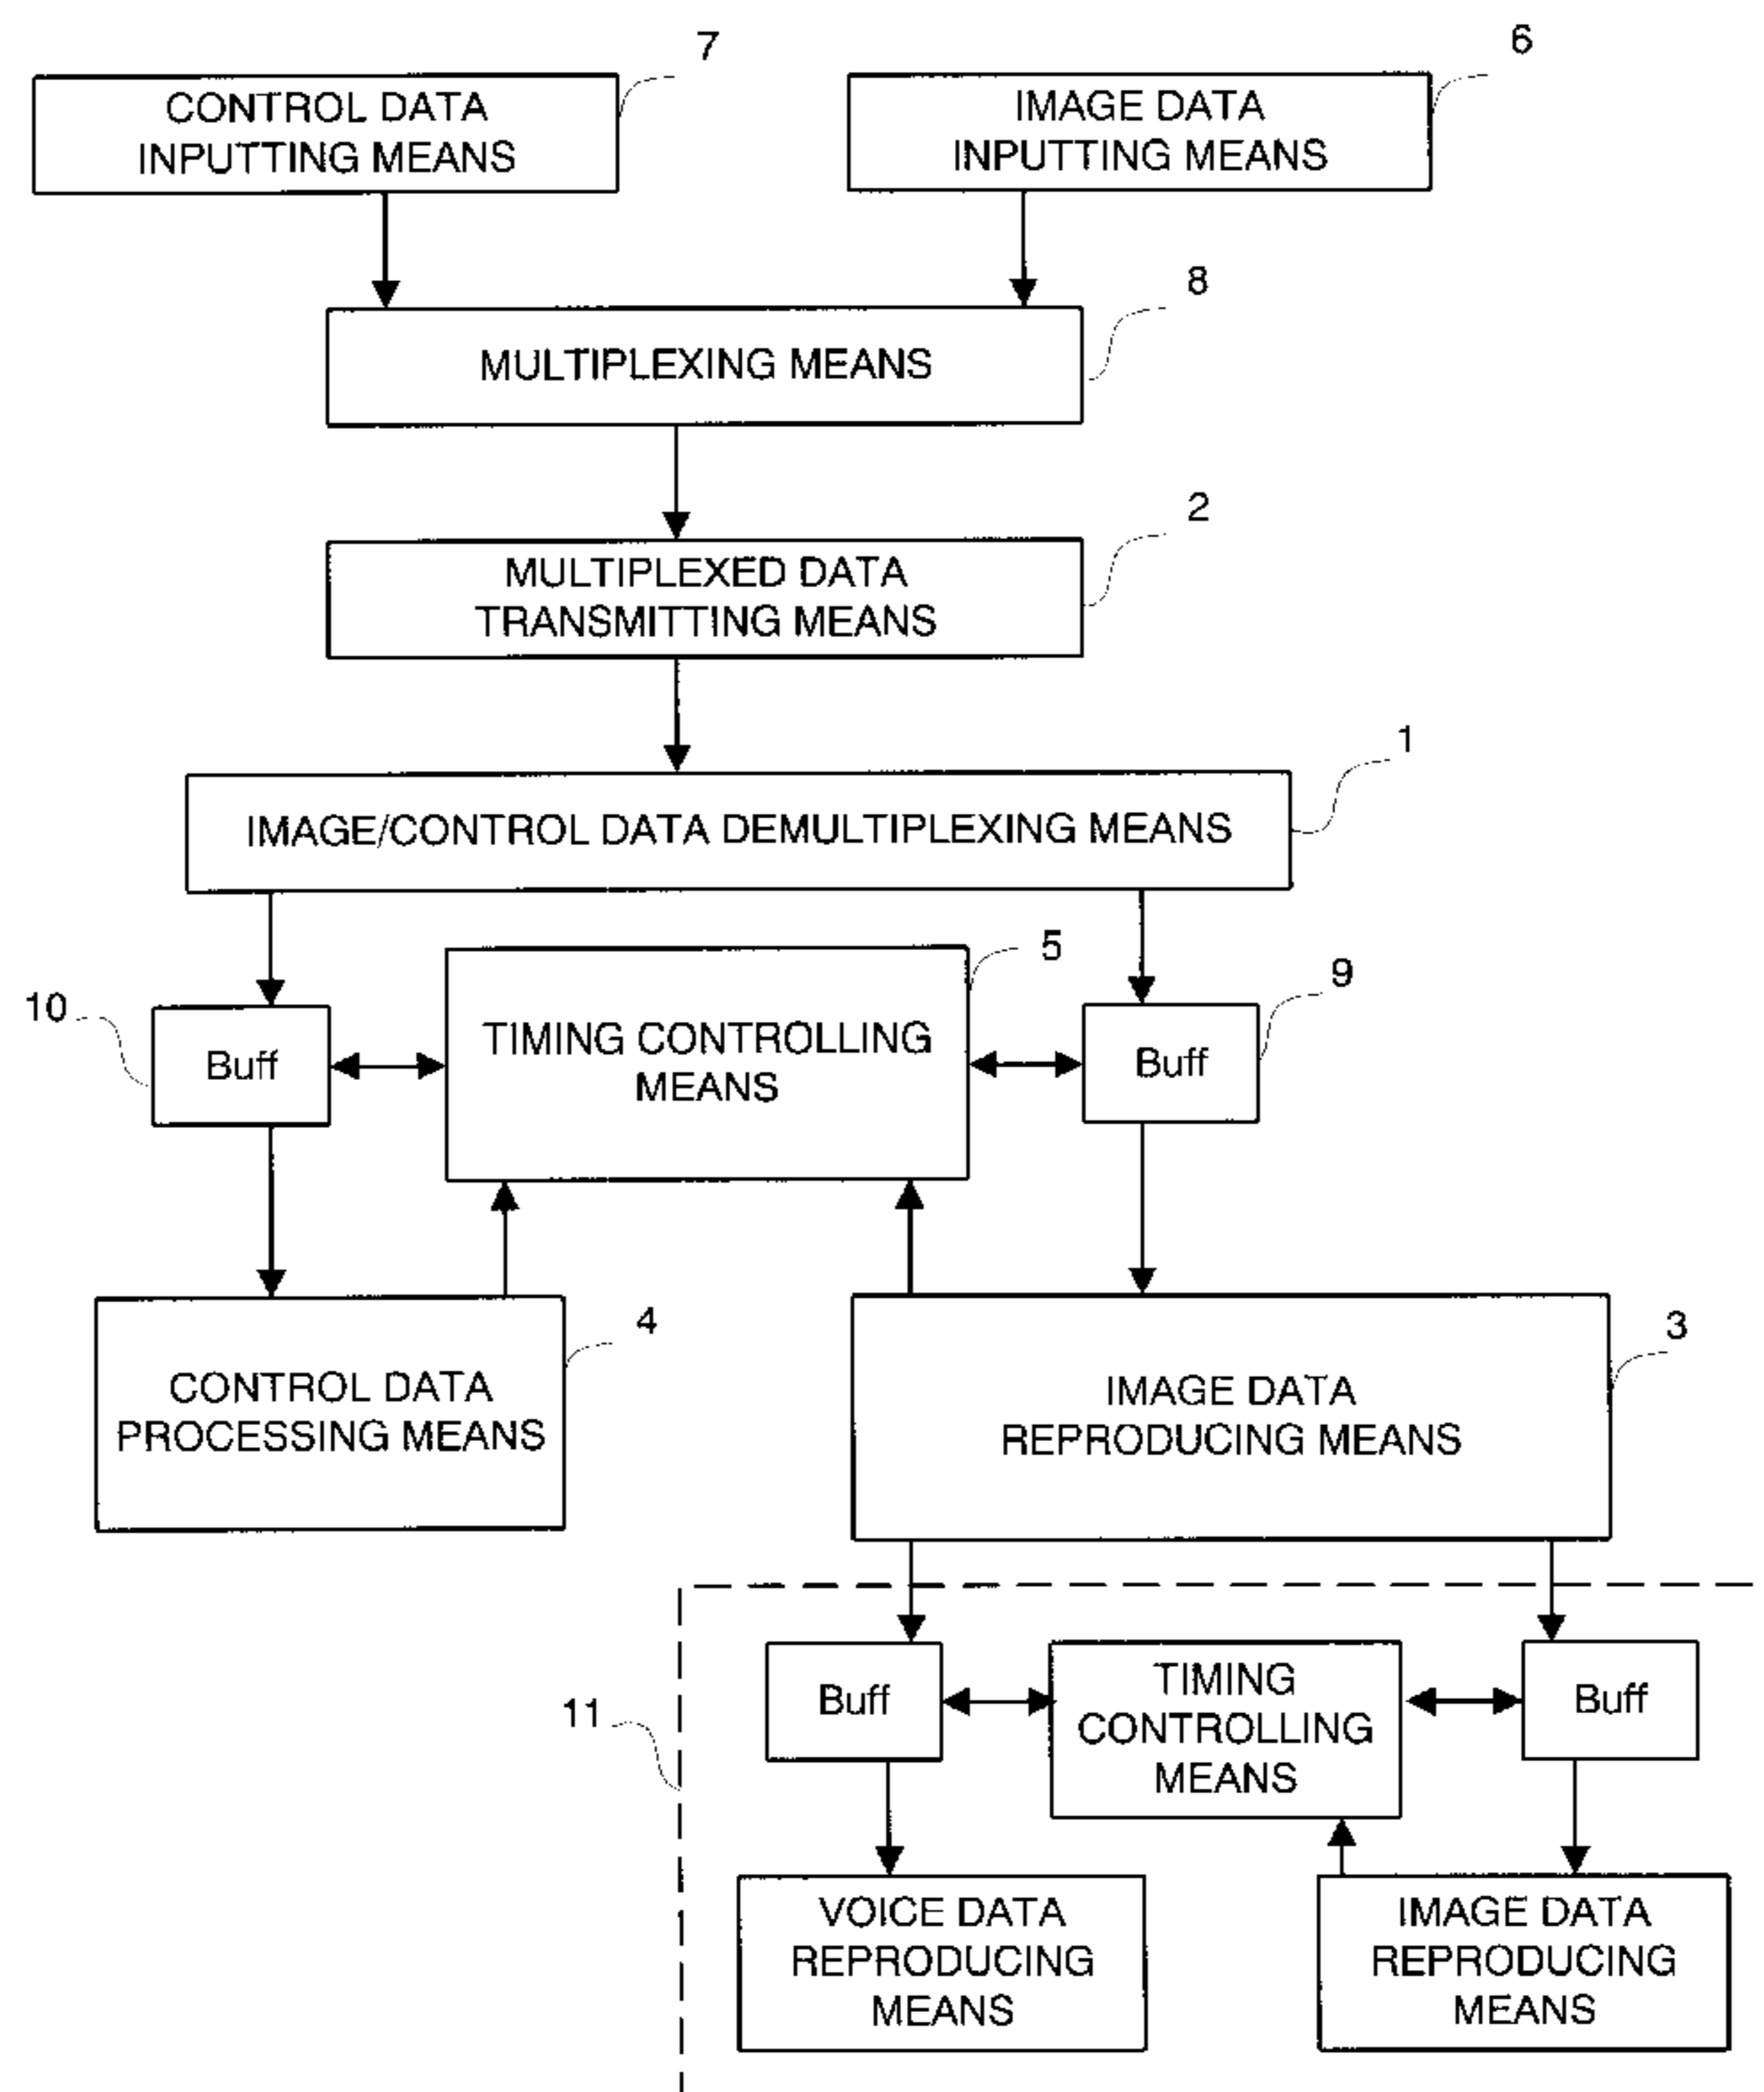 7
6
CONTROL DATA
INPUTTING MEANS
IMAGE DATA
INPUTTING MEANS
8
MULTIPLEXING MEANS
2
MULTIPLEXED DATA
TRANSMITTING MEANS
1
IMAGE/CONTROL DATA DEMULTIPLEXING MEANS
5
9
10
Buff
TIMING CONTROLLING
MEANS
Buff
4
3
CONTROL DATA
PROCESSING MEANS
IMAGE DATA
REPRODUCING MEANS
11
Buff
TIMING
CONTROLLING
MEANS
Buff
VOICE DATA
REPRODUCING
MEANS
IMAGE DATA
REPRODUCING
MEANS